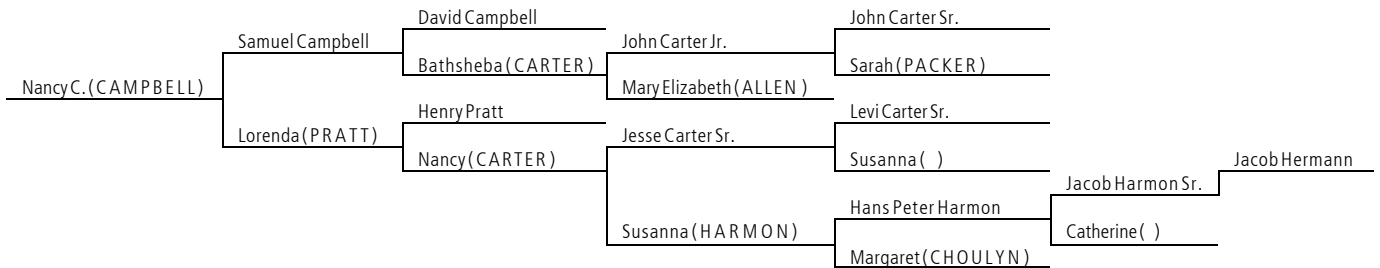 David Campbell
John Carter Sr.
Samuel Campbell
John Carter Jr.
Bathsheba (CARTER)
Sarah (PACKER)
Nancy C. (CAMPBELL)
Mary Elizabeth (ALLEN )
Henry Pratt
Levi Carter Sr.
Lorenda (PRATT)
Jesse Carter Sr.
Nancy (CARTER)
Susanna ( )
Jacob Hermann
Jacob Harmon Sr.
Hans Peter Harmon
Susanna (HARMON)
Catherine ( )
Margaret (CHOULYN)